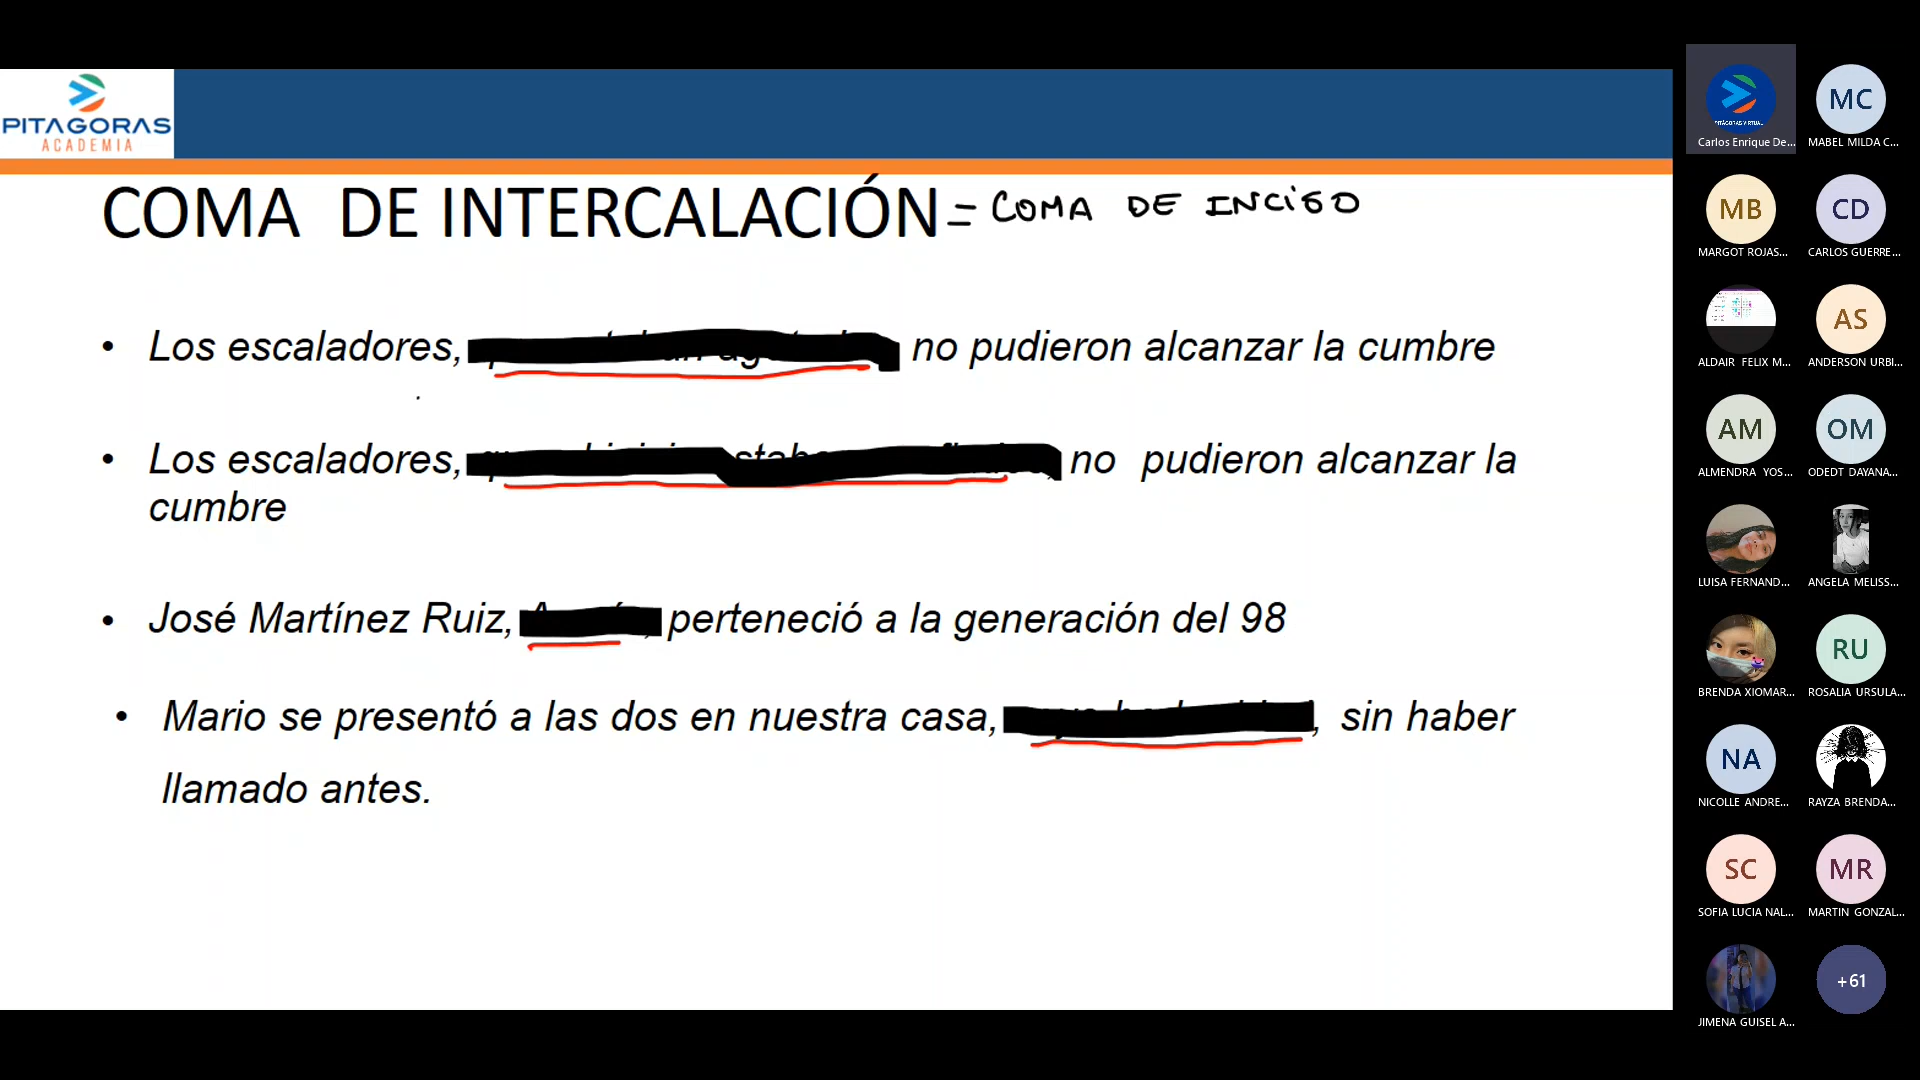 PITAGORAS
ACADEMIA
COMA DE INTERCALACIÓN = COMA DE INCISO
• Los escaladores, no pudieron alcanzar la cumbre
• Los escaladores, no pudieron alcanzar la
cumbre
• José Martínez Ruiz, perteneció a la generación del 98
• Mario se presentó a las dos en nuestra casa, , sin haber
llamado antes.
PITÁGORAS VIRTUAL
Carlos Enrique De...
MC
MABEL MILDA C...
MB
MARGOT ROJAS...
CD
CARLOS GUERRE...
ALDAIR FELIX M...
AS
ANDERSON URBI...
AM
ALMENDRA YOS...
OM
ODEDT DAYANA...
LUISA FERNAND...
ANGELA MELISS...
BRENDA XIOMAR...
RU
ROSALIA URSULA...
NA
NICOLLE ANDRE...
RAYZA BRENDA...
SC
SOFIA LUCIA NAL...
MR
MARTIN GONZAL...
JIMENA GUISEL A...
+61